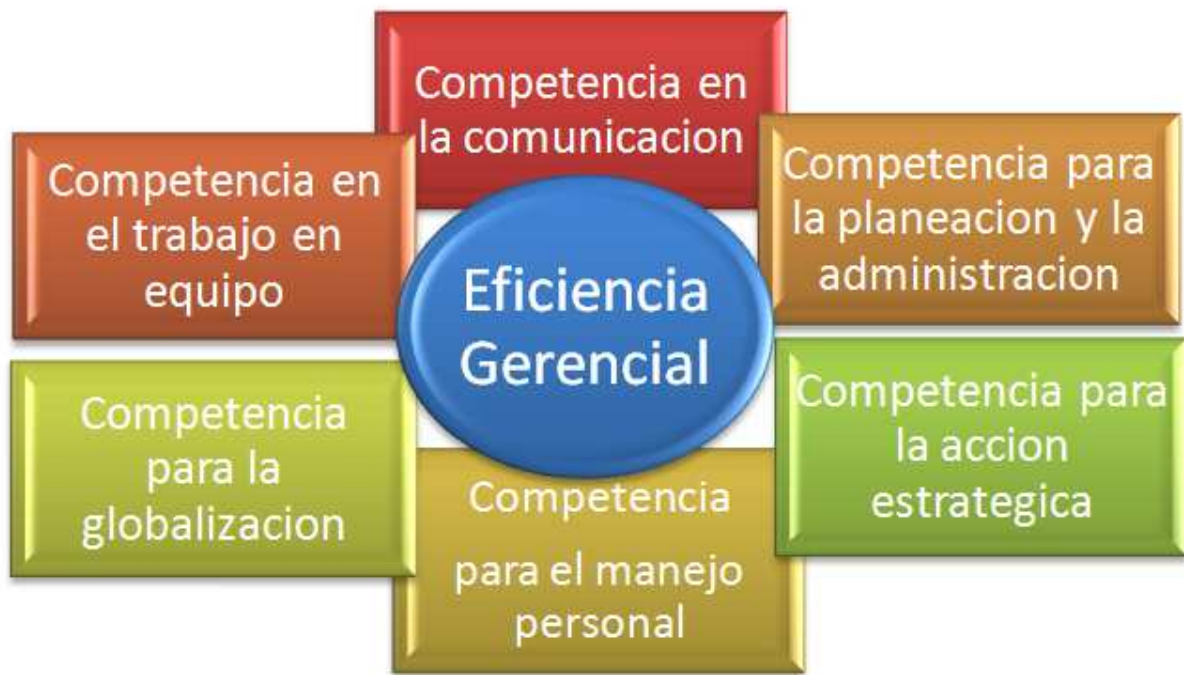 Competencia en
la comunicacion
Competencia en
el trabajo en
equipo
Competencia para
la planeacion y la
administracion
Eficiencia
Gerencial
Competencia
para la
globalizacion
Competencia para
la accion
estrategica
Competencia
para el manejo
personal